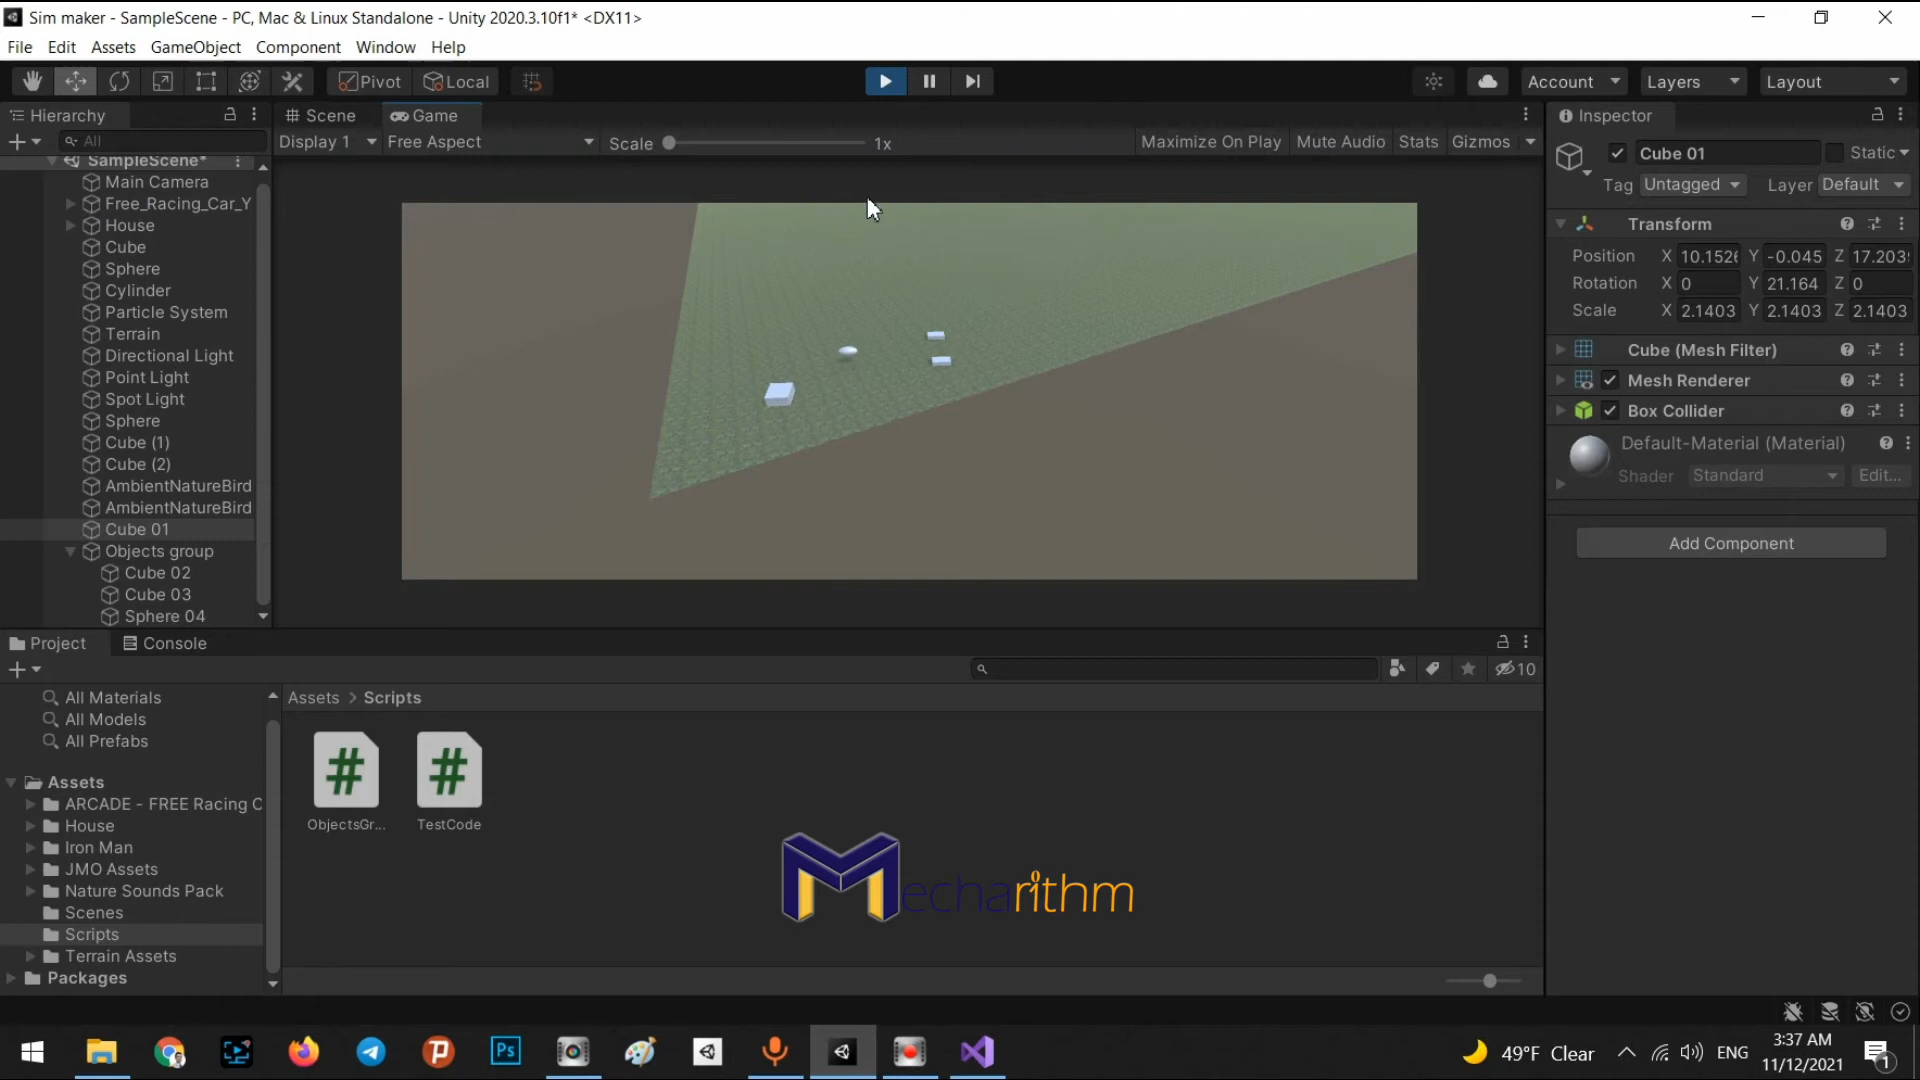 Sim maker - SampleScene - PC, Mac & Linux Standalone - Unity 2020.3.10f1* <DX11>
File Edit Assets GameObject Component Window Help
Pivot Local Account Layers Layout
Hierarchy Scene Game Inspector
All Display 1 Free Aspect Scale 1x Maximize On Play Mute Audio Stats Gizmos
Cube 01 Static
Tag Untagged Layer Default
SampleScene*
Main Camera
Free_Racing_Car_Y
House
Cube
Sphere
Cylinder
Particle System
Terrain
Directional Light
Point Light
Spot Light
Sphere
Cube (1)
Cube (2)
AmbientNatureBird
AmbientNatureBird
Cube 01
Objects group
Cube 02
Cube 03
Sphere 04
Transform
Position X 10.152 Y -0.045 Z 17.203
Rotation X 0 Y 21.164 Z 0
Scale X 2.1403 Y 2.1403 Z 2.1403
Cube (Mesh Filter)
Mesh Renderer
Box Collider
Default-Material (Material)
Shader Standard Edit...
Add Component
Project Console
10
All Materials
All Models
All Prefabs
Assets
ARCADE - FREE Racing C
House
Iron Man
JMO Assets
Nature Sounds Pack
Scenes
Scripts
Terrain Assets
Packages
Assets > Scripts
ObjectsGr... TestCode
Mecharithm
49°F Clear ENG 3:37 AM
11/12/2021
1